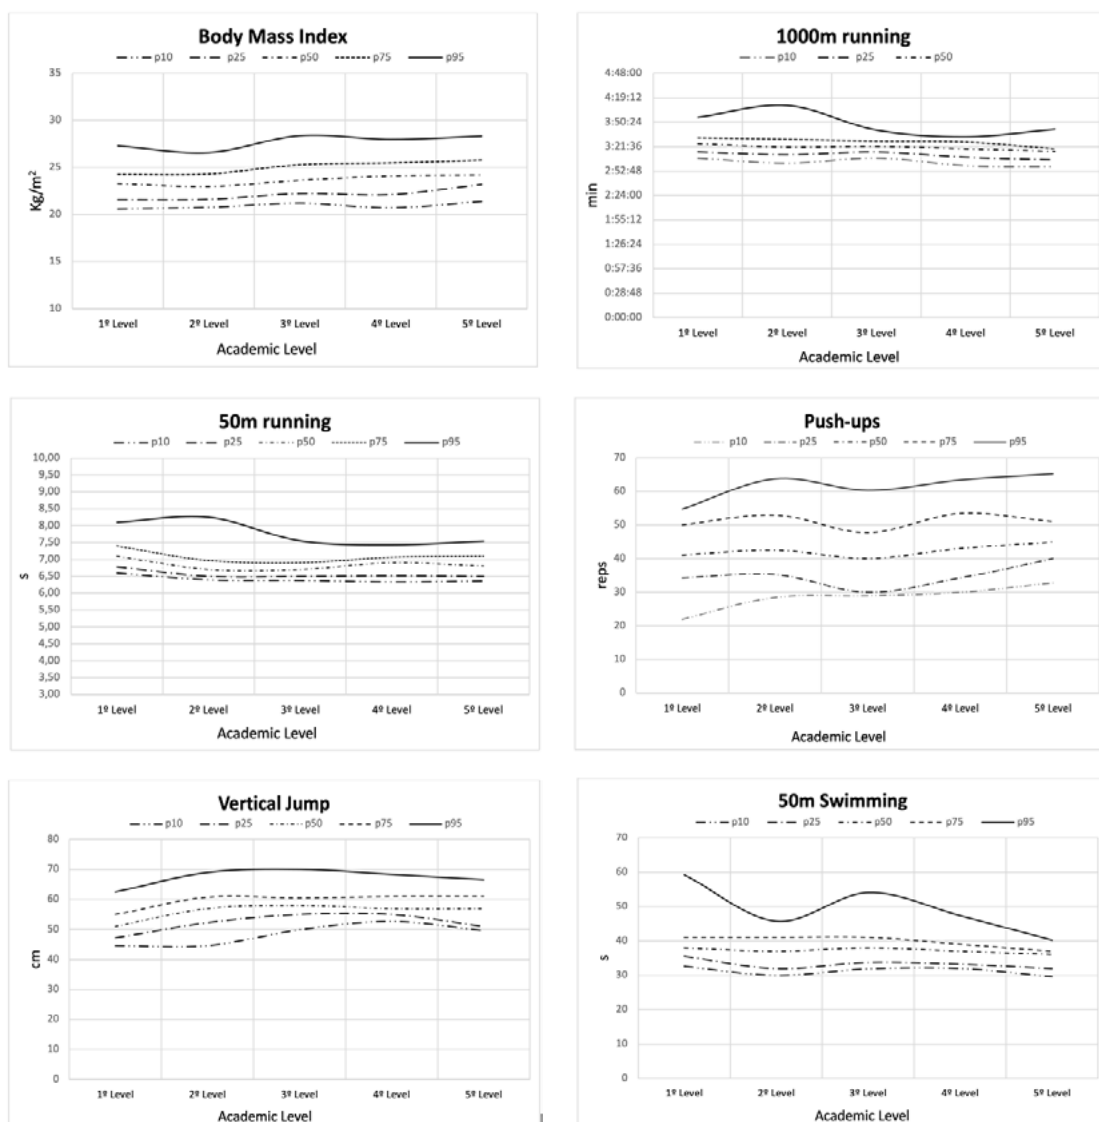 Body Mass Index
p10 p25 p50 p75 p95
35
30
25
20
15
10
Kg/m²
1º Level 2º Level 3º Level 4º Level 5º Level
Academic Level
1000m running
p10 p25 p50
4:48:00
4:19:12
3:50:24
3:21:36
2:52:48
2:24:00
1:55:12
1:26:24
0:57:36
0:28:48
0:00:00
min
1º Level 2º Level 3º Level 4º Level 5º Level
Academic Level
50m running
p10 p25 p50 p75 p95
10,00
9,50
9,00
8,50
8,00
7,50
7,00
6,50
6,00
5,50
5,00
4,50
4,00
3,50
3,00
s
1º Level 2º Level 3º Level 4º Level 5º Level
Academic Level
Push-ups
p10 p25 p50 p75 p95
70
60
50
40
30
20
10
0
reps
1º Level 2º Level 3º Level 4º Level 5º Level
Academic Level
Vertical Jump
p10 p25 p50 p75 p95
80
70
60
50
40
30
20
10
0
cm
1º Level 2º Level 3º Level 4º Level 5º Level
Academic Level
50m Swimming
p10 p25 p50 p75 p95
70
60
50
40
30
20
10
0
s
1º Level 2º Level 3º Level 4º Level 5º Level
Academic Level